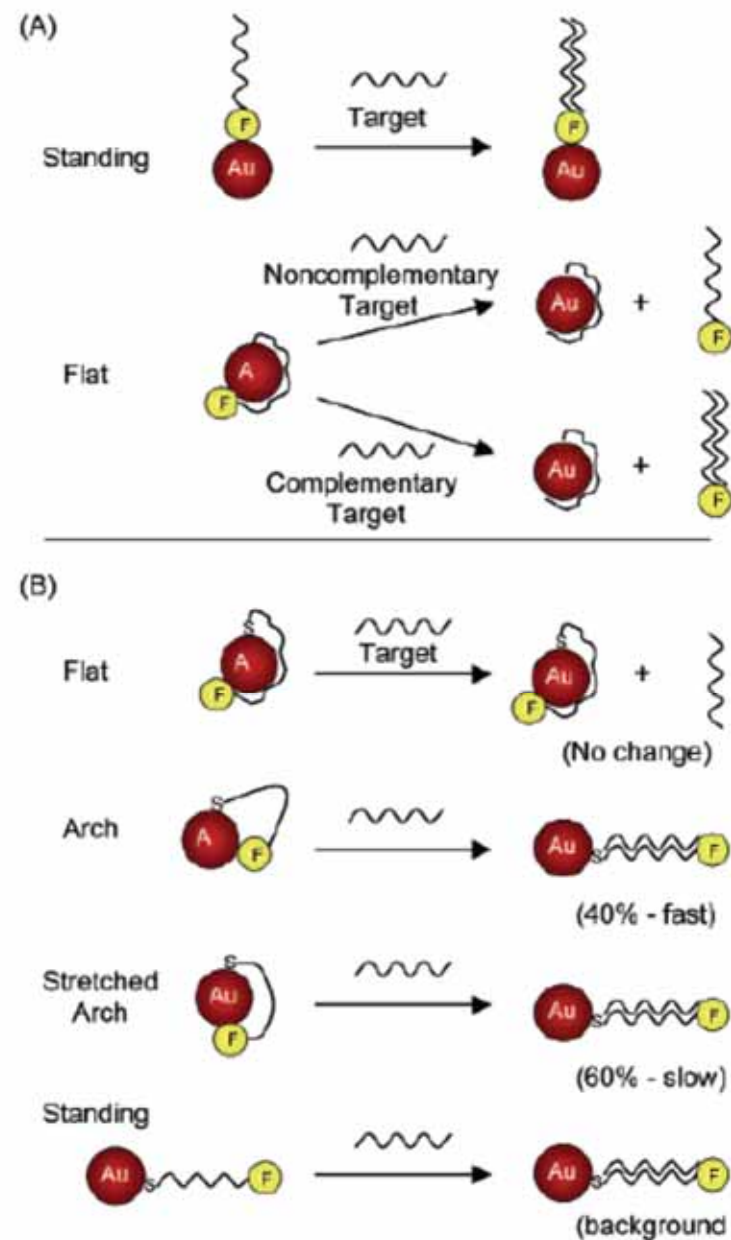 (A)
F
F
Target
Standing
Au
Au
Noncomplementary
Target
Au
+
F
Flat
A
F
Complementary
Target
Au
+
F
(B)
Flat
S
A
F
Target
S
Au
F
+
(No change)
Arch
S
A
F
Au
S
F
(40% - fast)
Stretched
Arch
S
Au
F
Au
S
F
(60% - slow)
Standing
Au
S
F
Au
S
F
(background